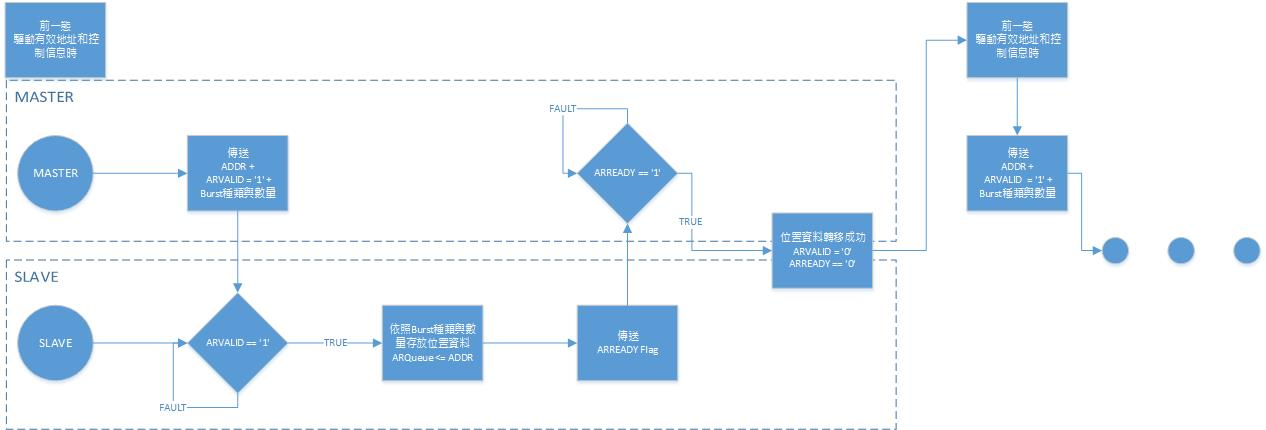 前一態
驅動有效地址和控
制信息時
MASTER
MASTER
傳送
ADDR +
ARVALID = '1' +
Burst種類與數量
FAULT
ARREADY == '1'
TRUE
位置資料轉移成功
ARVALID = '0'
ARREADY == '0'
SLAVE
SLAVE
ARVALID == '1'
FAULT
TRUE
依照Burst種類與數
量存放位置資料
ARQueue <= ADDR
傳送
ARREADY Flag
前一態
驅動有效地址和控
制信息時
傳送
ADDR +
ARVALID = '1' +
Burst種類與數量